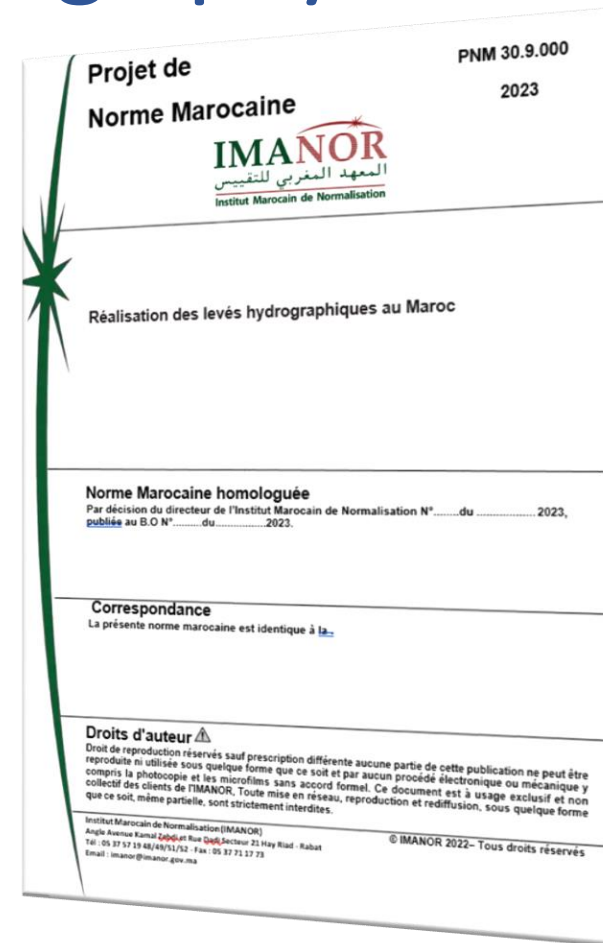 Projet de
Norme Marocaine
PNM 30.9.000
2023
IMANOR
المعهد المغربي للتقييس
Institut Marocain de Normalisation
Réalisation des levés hydrographiques au Maroc
Norme Marocaine homologuée
Par décision du directeur de l'Institut Marocain de Normalisation N°.........du ................... 2023,
publiée au B.O N°..........du.................2023.
Correspondance
La présente norme marocaine est identique à la..
Droits d'auteur
Droit de reproduction réservés sauf prescription différente aucune partie de cette publication ne peut être
reproduite ni utilisée sous quelque forme que ce soit et par aucun procédé électronique ou mécanique y
compris la photocopie et les microfilms sans accord formel. Ce document est à usage exclusif et non
collectif des clients de l'IMANOR, Toute mise en réseau, reproduction et rediffusion, sous quelque forme
que ce soit, même partielle, sont strictement interdites.
Institut Marocain de Normalisation (IMANOR)
Angle Avenue Kamal Zabdi et Rue Dadi Secteur 21 Hay Riad - Rabat
Tél : 05 37 57 19 48/49/51/52 - Fax : 05 37 71 17 73
Email : imanor@imanor.gov.ma
© IMANOR 2022– Tous droits réservés